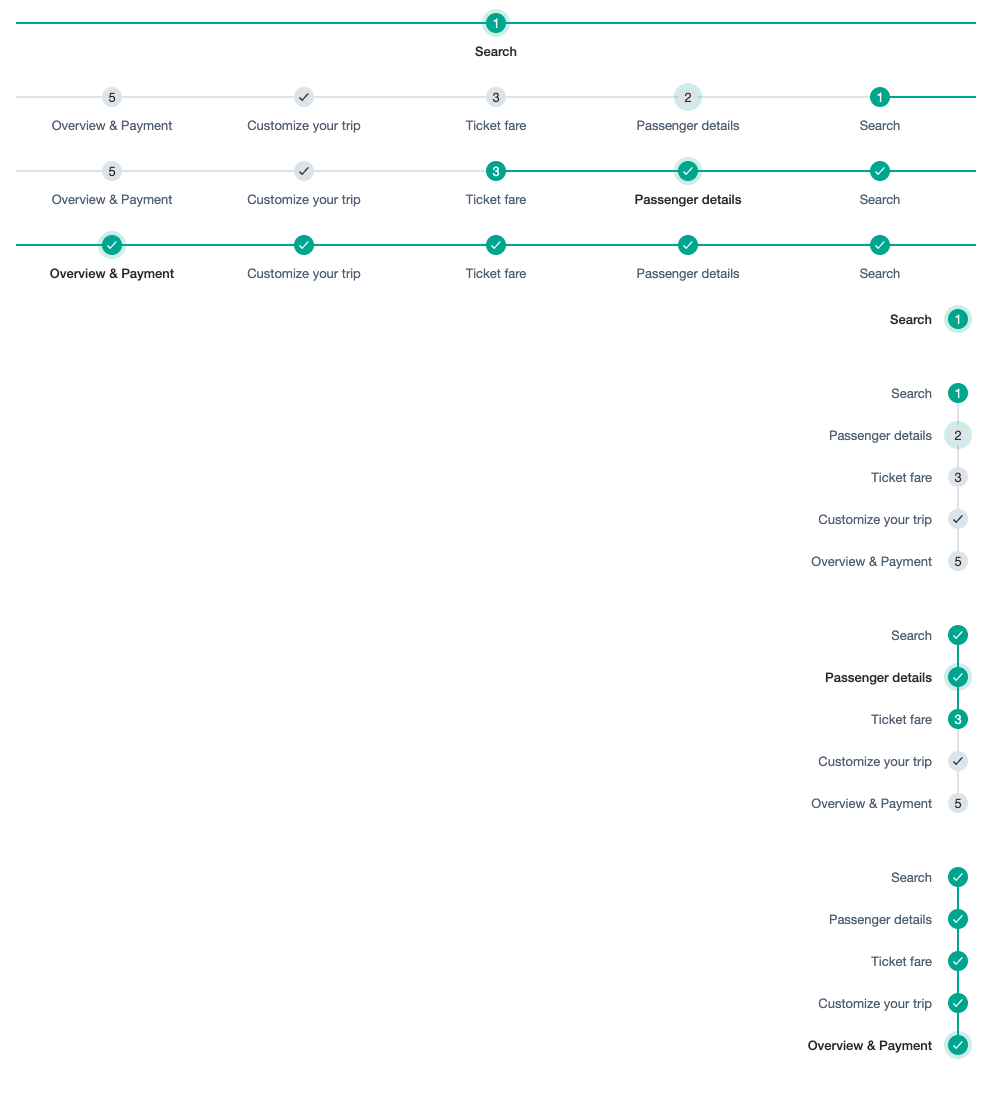 1
Search
5 ✓ 3 2 1
Overview & Payment Customize your trip Ticket fare Passenger details Search
5 ✓ 3 ✓ ✓
Overview & Payment Customize your trip Ticket fare Passenger details Search
✓ ✓ ✓ ✓ ✓
Overview & Payment Customize your trip Ticket fare Passenger details Search
Search 1
Search 1
Passenger details 2
Ticket fare 3
Customize your trip ✓
Overview & Payment 5
Search ✓
Passenger details ✓
Ticket fare 3
Customize your trip ✓
Overview & Payment 5
Search ✓
Passenger details ✓
Ticket fare ✓
Customize your trip ✓
Overview & Payment ✓